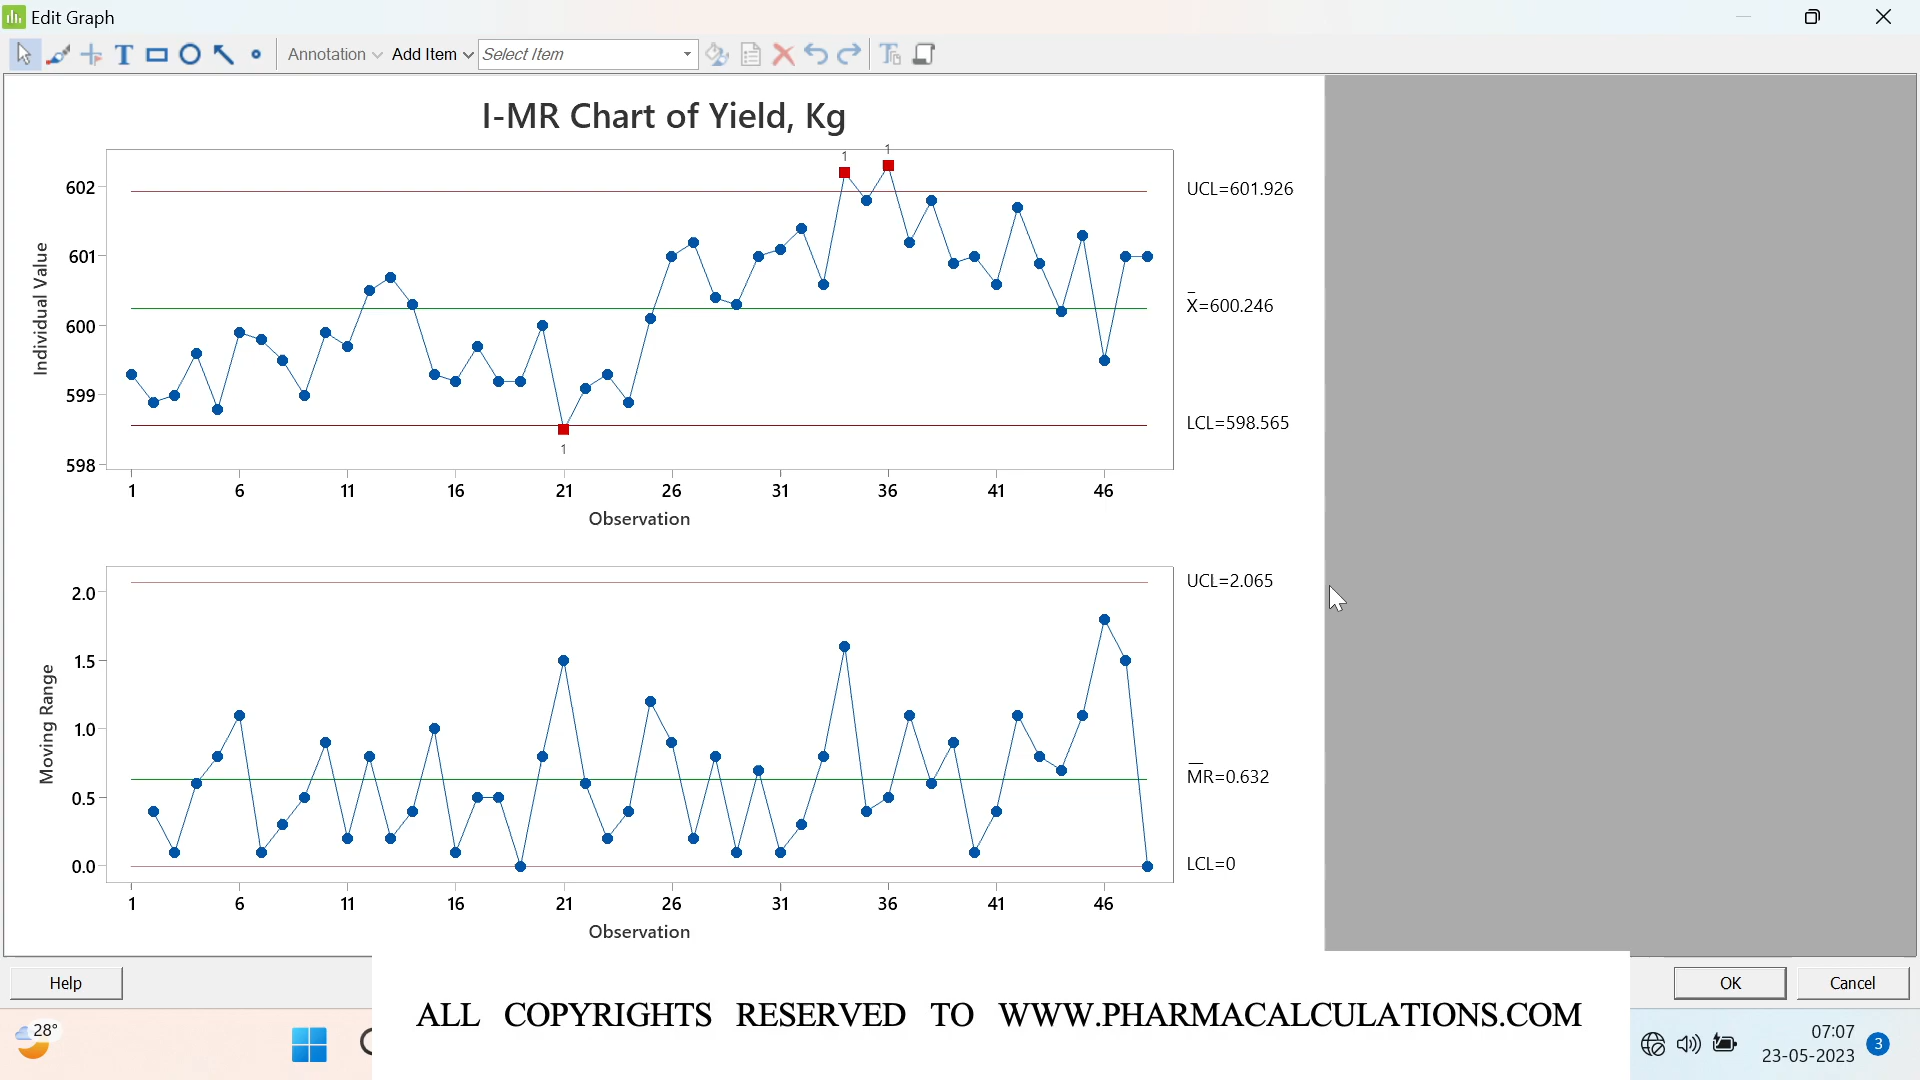 Edit Graph
T Annotation Add Item Select Item
I-MR Chart of Yield, Kg
Individual Value
602
601
600
599
598
1
1
1
UCL=601.926
X̄=600.246
LCL=598.565
1 6 11 16 21 26 31 36 41 46
Observation
Moving Range
2.0
1.5
1.0
0.5
0.0
UCL=2.065
M̅R̅=0.632
LCL=0
1 6 11 16 21 26 31 36 41 46
Observation
Help OK Cancel
ALL COPYRIGHTS RESERVED TO WWW.PHARMACALCULATIONS.COM
28°
07:07
23-05-2023
3